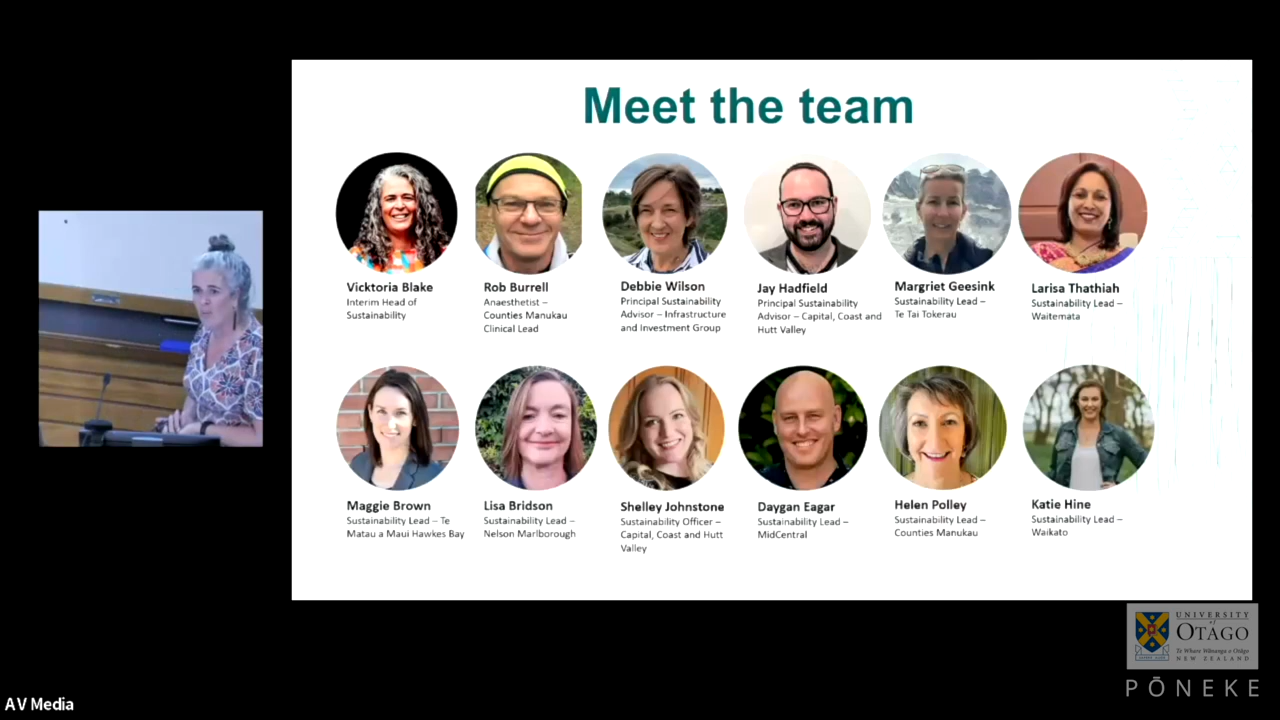 Meet the team
Vicktoria Blake
Interim Head of
Sustainability
Rob Burrell
Anaesthetist –
Counties Manukau
Clinical Lead
Debbie Wilson
Principal Sustainability
Advisor – Infrastructure
and Investment Group
Jay Hadfield
Principal Sustainability
Advisor – Capital, Coast and
Hutt Valley
Margriet Geesink
Sustainability Lead –
Te Tai Tokerau
Larisa Thathiah
Sustainability Lead –
Waitemata
Maggie Brown
Sustainability Lead – Te
Matau a Maui Hawkes Bay
Lisa Bridson
Sustainability Lead –
Nelson Marlborough
Shelley Johnstone
Sustainability Officer –
Capital, Coast and Hutt
Valley
Daygan Eagar
Sustainability Lead –
MidCentral
Helen Polley
Sustainability Lead –
Counties Manukau
Katie Hine
Sustainability Lead –
Waikato
UNIVERSITY
of
OTAGO
Te Whare Wānanga o Otāgo
NEW ZEALAND
PŌNEKE
AV Media